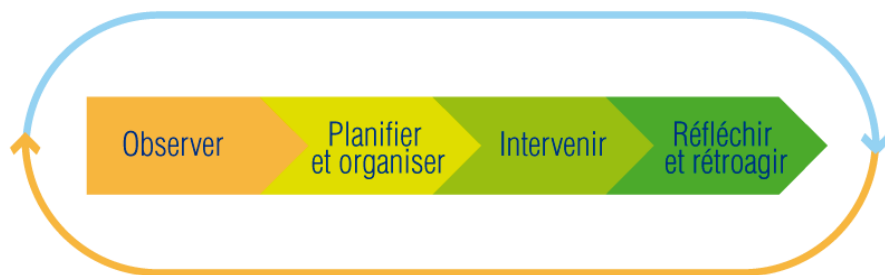 Observer
Planifier
et organiser
Intervenir
Réfléchir
et rétroagir